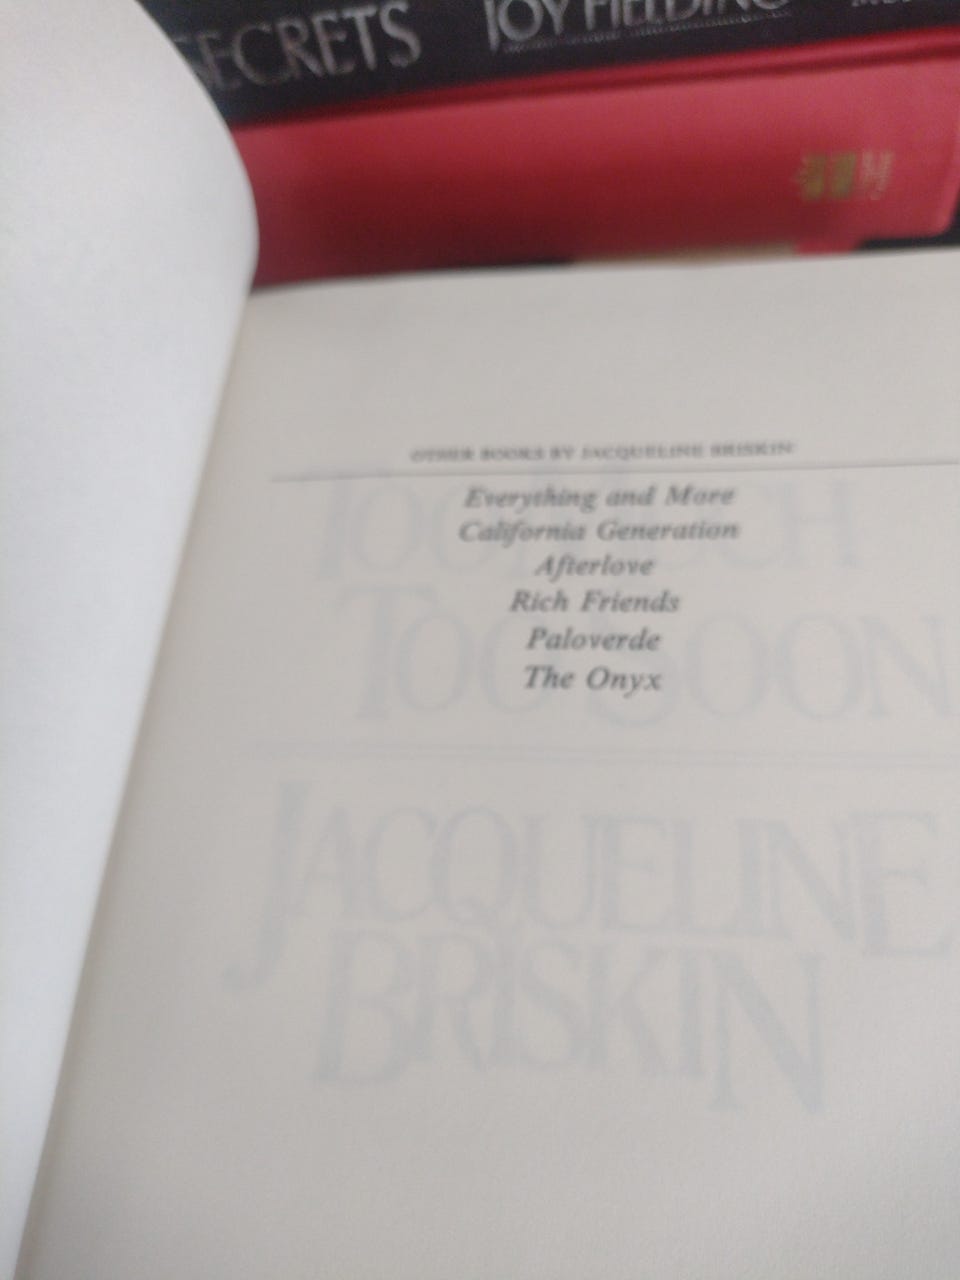 SECRETS JOY FIELDING
OTHER BOOKS BY JACQUELINE BRISKIN
Everything and More
California Generation
Afterlove
Rich Friends
Paloverde
The Onyx
TOO MUCH
TOO SOON
JACQUELINE
BRISKIN